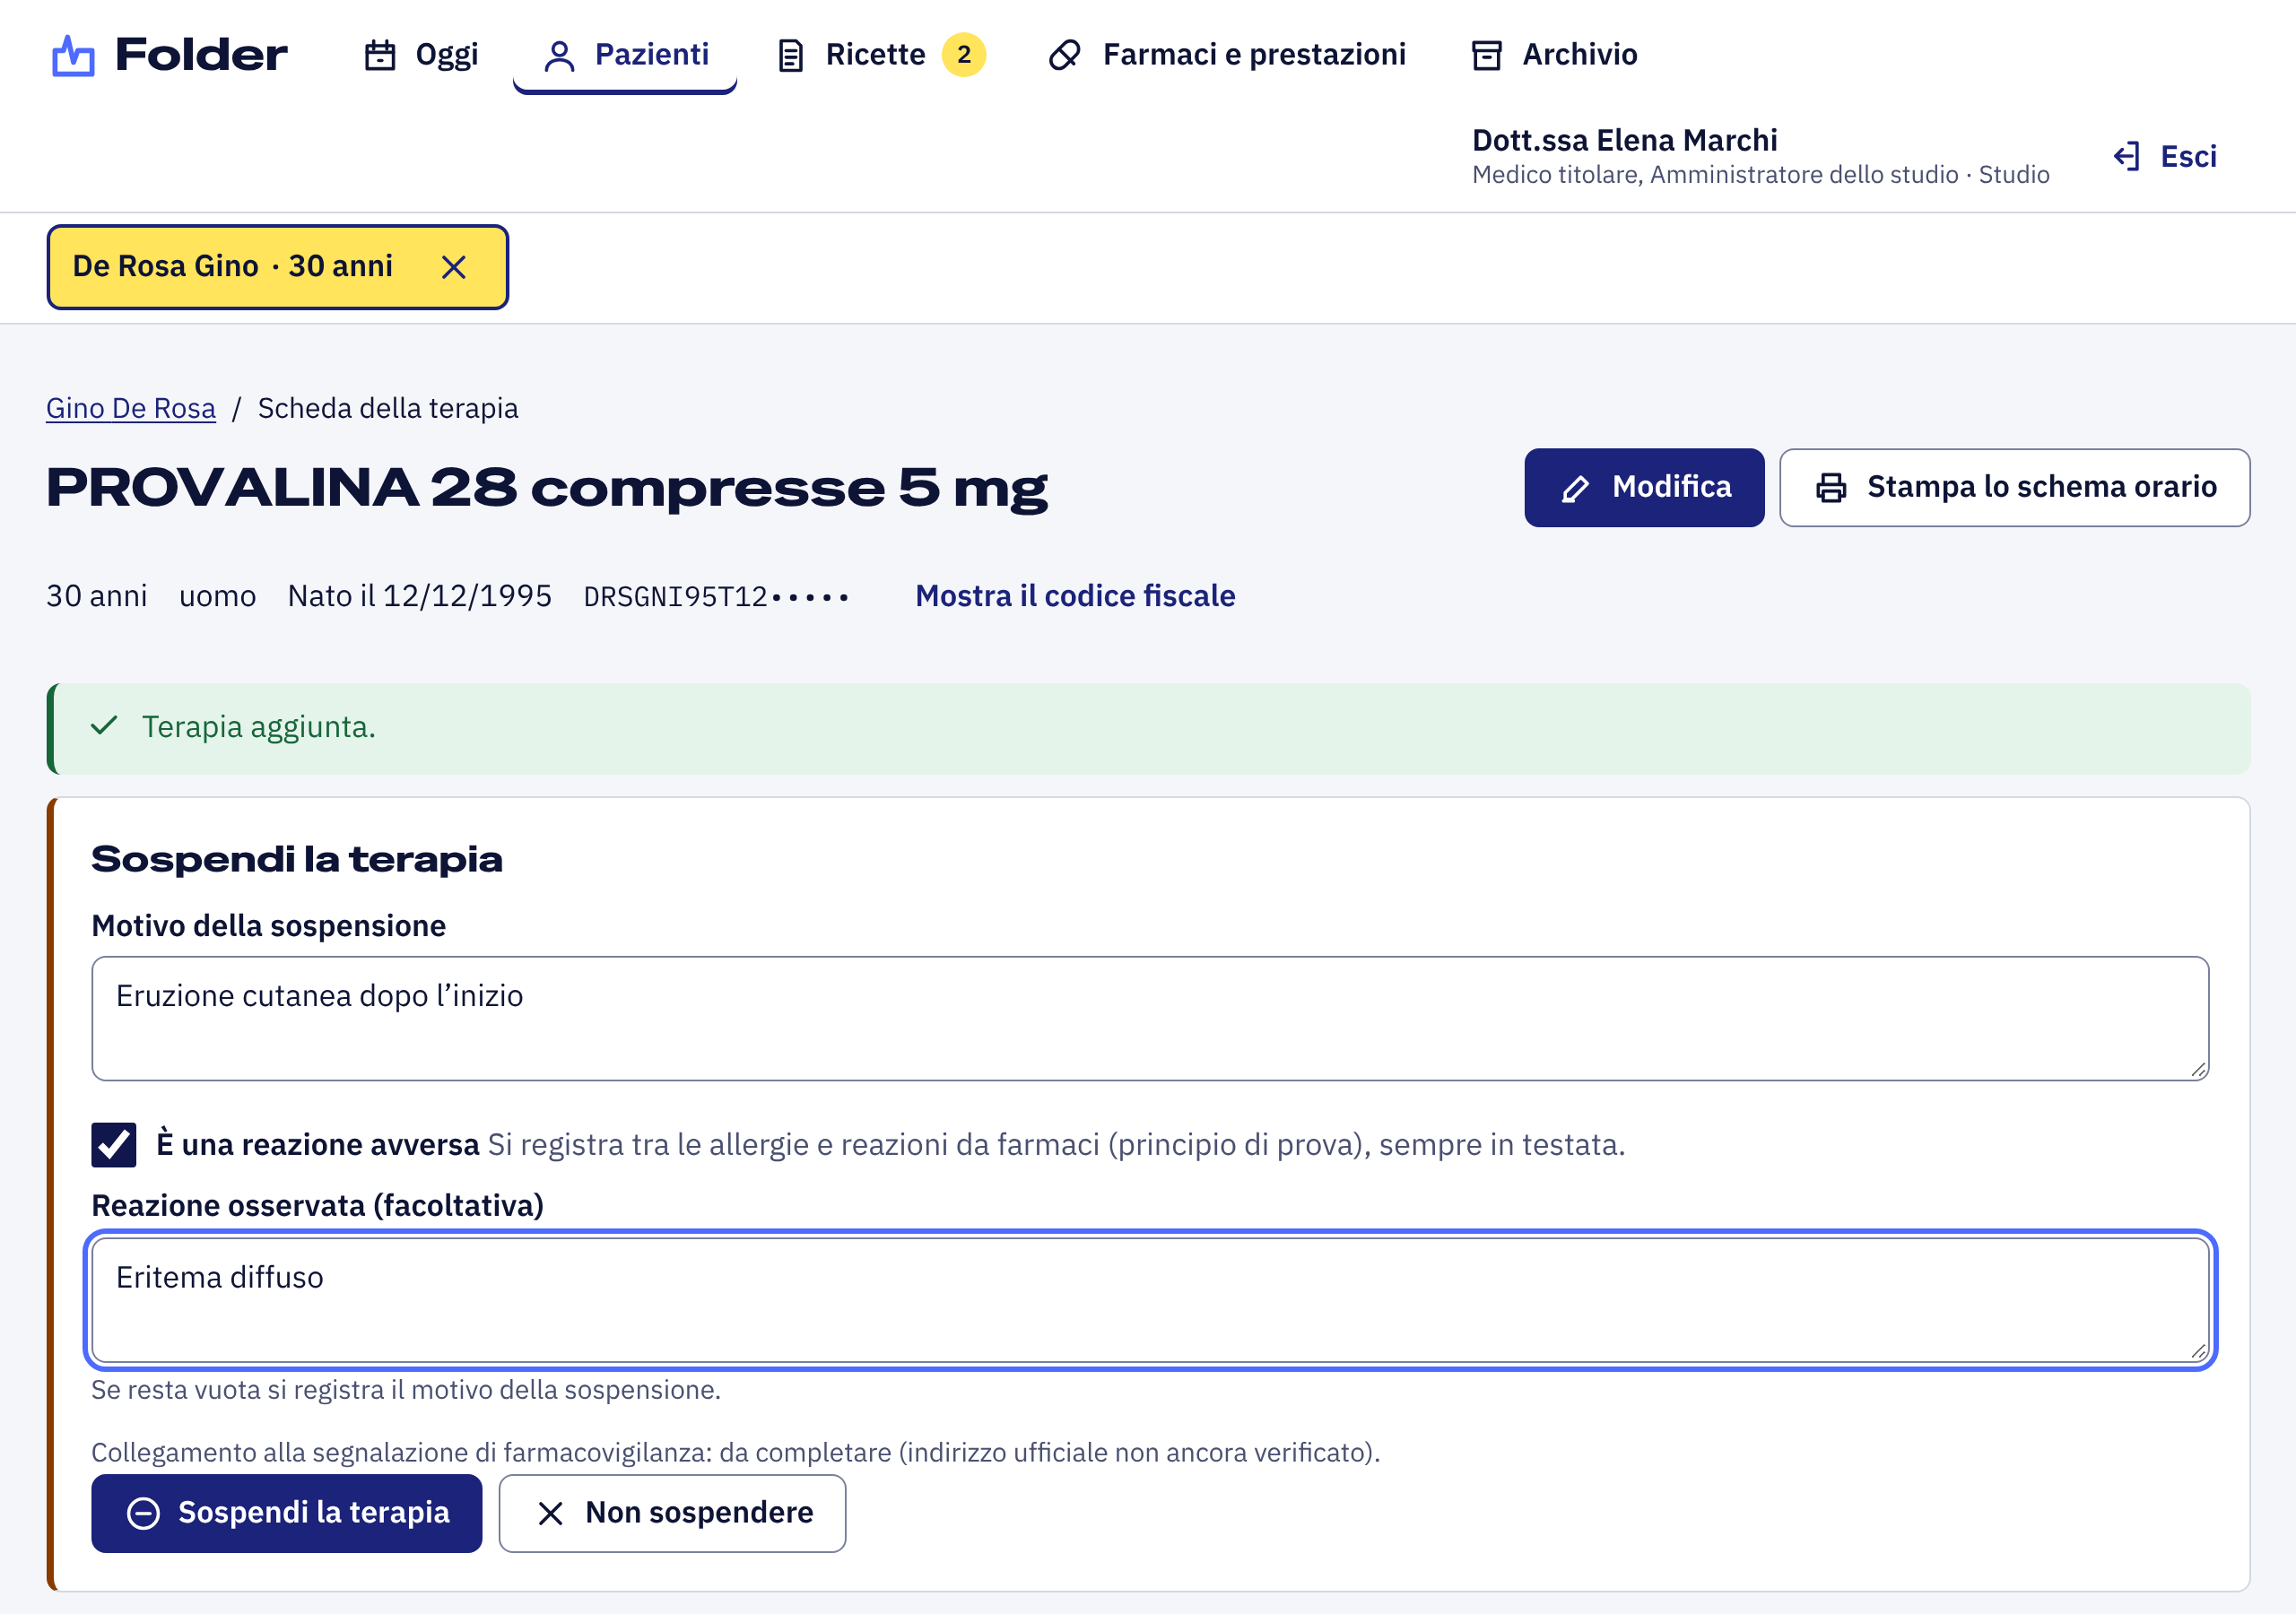 Folder
Oggi
Pazienti
Ricette 2
Farmaci e prestazioni
Archivio
Dott.ssa Elena Marchi
Medico titolare, Amministratore dello studio · Studio
Esci
De Rosa Gino · 30 anni
Gino De Rosa / Scheda della terapia
PROVALINA 28 compresse 5 mg
Modifica
Stampa lo schema orario
30 anni uomo Nato il 12/12/1995 DRSGNI95T12••••• Mostra il codice fiscale
Terapia aggiunta.
Sospendi la terapia
Motivo della sospensione
Eruzione cutanea dopo l’inizio
È una reazione avversa Si registra tra le allergie e reazioni da farmaci (principio di prova), sempre in testata.
Reazione osservata (facoltativa)
Eritema diffuso
Se resta vuota si registra il motivo della sospensione.
Collegamento alla segnalazione di farmacovigilanza: da completare (indirizzo ufficiale non ancora verificato).
Sospendi la terapia
Non sospendere